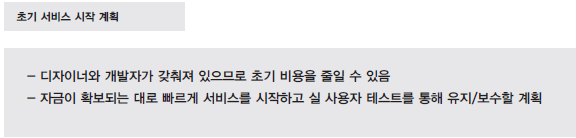 초기 서비스 시작 계획
– 디자이너와 개발자가 갖춰져 있으므로 초기 비용을 줄일 수 있음
– 자금이 확보되는 대로 빠르게 서비스를 시작하고 실 사용자 테스트를 통해 유지/보수할 계획